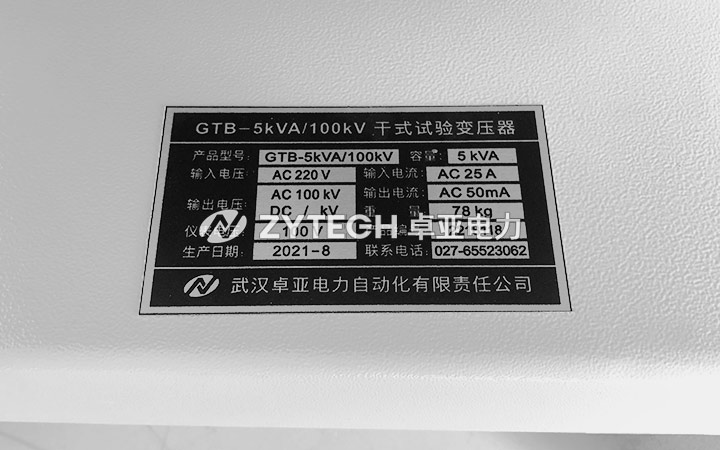 GTB-5kVA/100kV 干式试验变压器
产品型号: GTB-5kVA/100kV 容量: 5 kVA
输入电压: AC 220 V 输入电流: AC 25 A
输出电压: AC 100 kV 输出电流: AC 50mA
DC / kV 重量: 78 kg
ZYTECH 卓亚电力
100 V
生产日期: 2021-8 联系电话: 027-65523062
武汉卓亚电力自动化有限责任公司